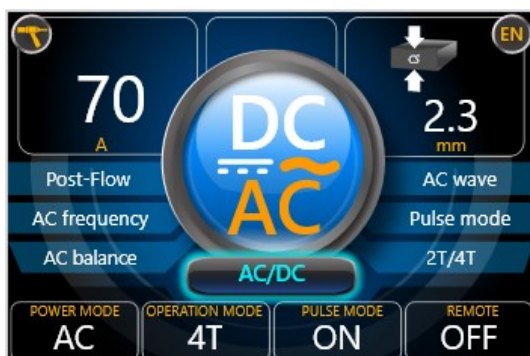 EN
70
A
DC
AC
CS
2.3
mm
Post-Flow
AC frequency
AC balance
AC wave
Pulse mode
2T/4T
AC/DC
POWER MODE
AC
OPERATION MODE
4T
PULSE MODE
ON
REMOTE
OFF